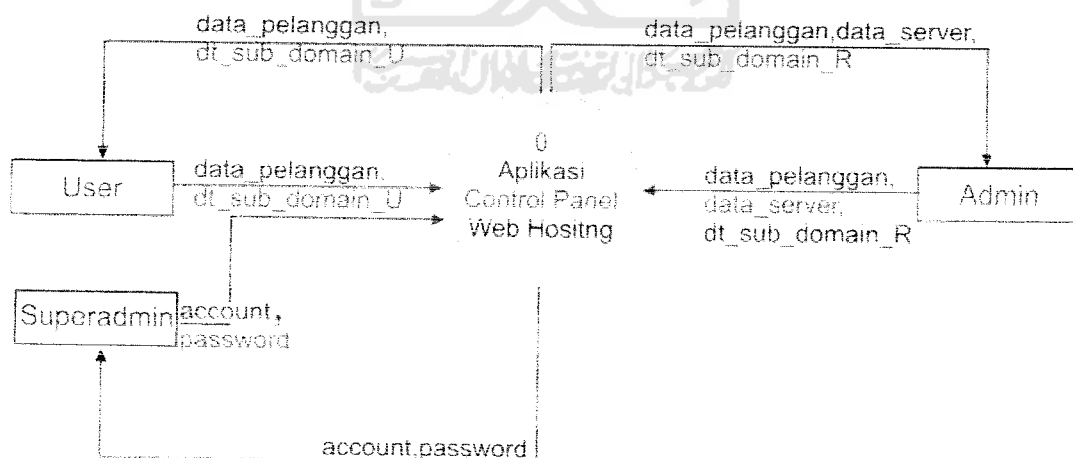 data_pelanggan,
dt_sub_domain_U
data_pelanggan,data_server,
dt_sub_domain_R
0
Aplikasi
Control Panel
Web Hositng
User
data_pelanggan,
dt_sub_domain_U
data_pelanggan,
data_server,
dt_sub_domain_R
Admin
Superadmin
account,
password
account,password